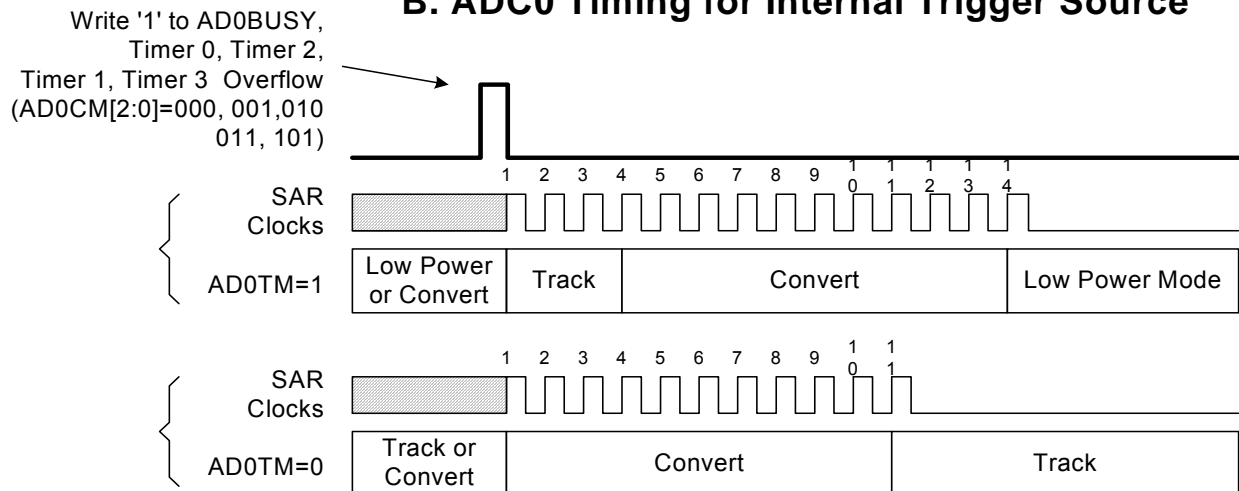 B. ADC0 Timing for Internal Trigger Source
Write '1' to AD0BUSY,
Timer 0, Timer 2,
Timer 1, Timer 3 Overflow
(AD0CM[2:0]=000, 001,010
011, 101)
1 2 3 4 5 6 7 8 9 10 11 12 13 14
SAR
Clocks
AD0TM=1
Low Power
or Convert
Track
Convert
Low Power Mode
1 2 3 4 5 6 7 8 9 10 11
SAR
Clocks
AD0TM=0
Track or
Convert
Convert
Track